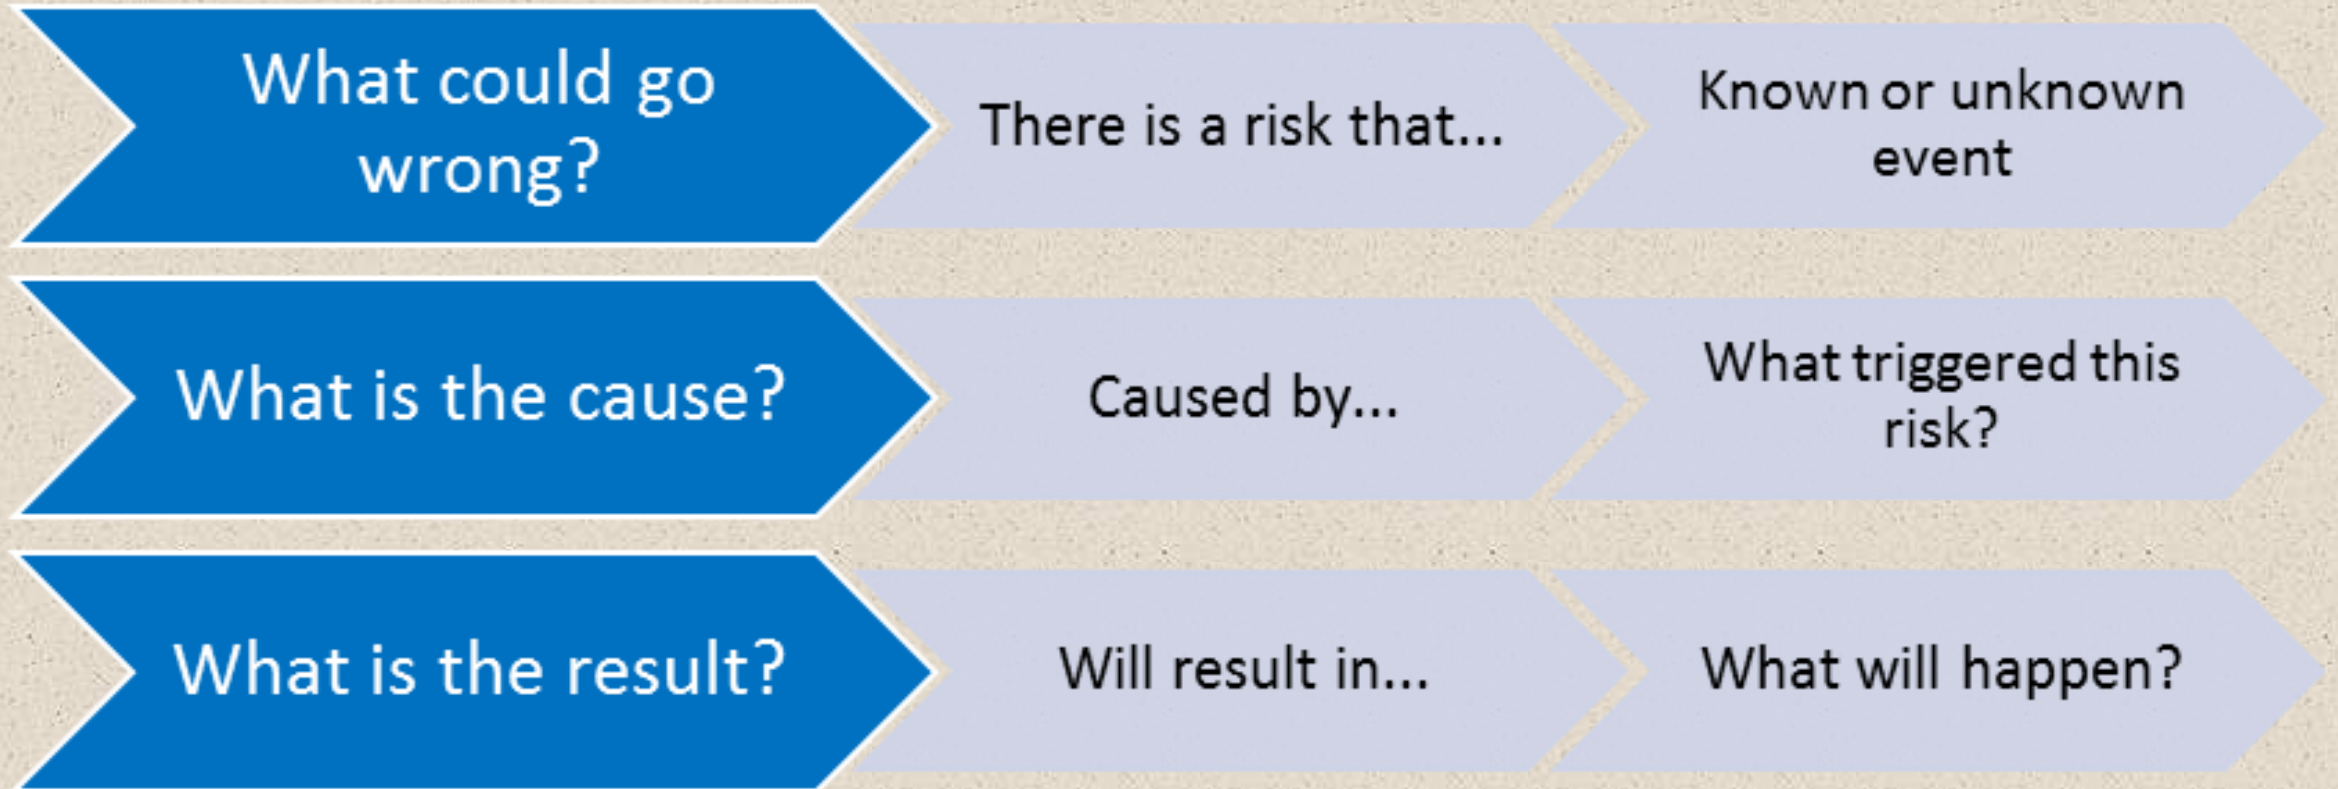 What could go
wrong?
There is a risk that...
Known or unknown
event
What is the cause?
Caused by...
What triggered this
risk?
What is the result?
Will result in...
What will happen?